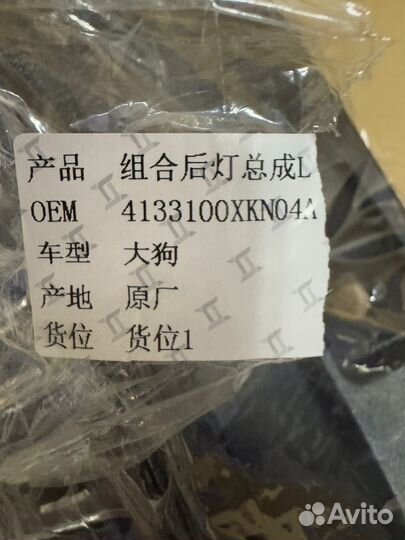 产品 组合后灯总成L
OEM 4133100XKN04A
车型 大狗
产地 原厂
货位 货位1
Avito